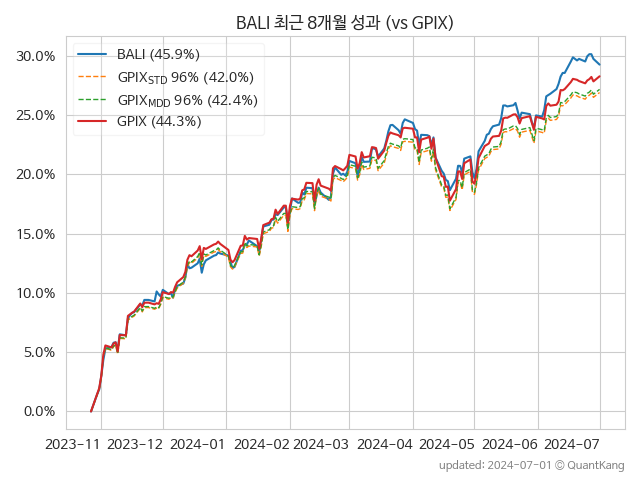 BALI 최근 8개월 성과 (vs GPIX)
BALI (45.9%)
GPIXSTD 96% (42.0%)
GPIXMDD 96% (42.4%)
GPIX (44.3%)
30.0%
25.0%
20.0%
15.0%
10.0%
5.0%
0.0%
2023-11 2023-12 2024-01 2024-02 2024-03 2024-04 2024-05 2024-06 2024-07
updated: 2024-07-01 © QuantKang